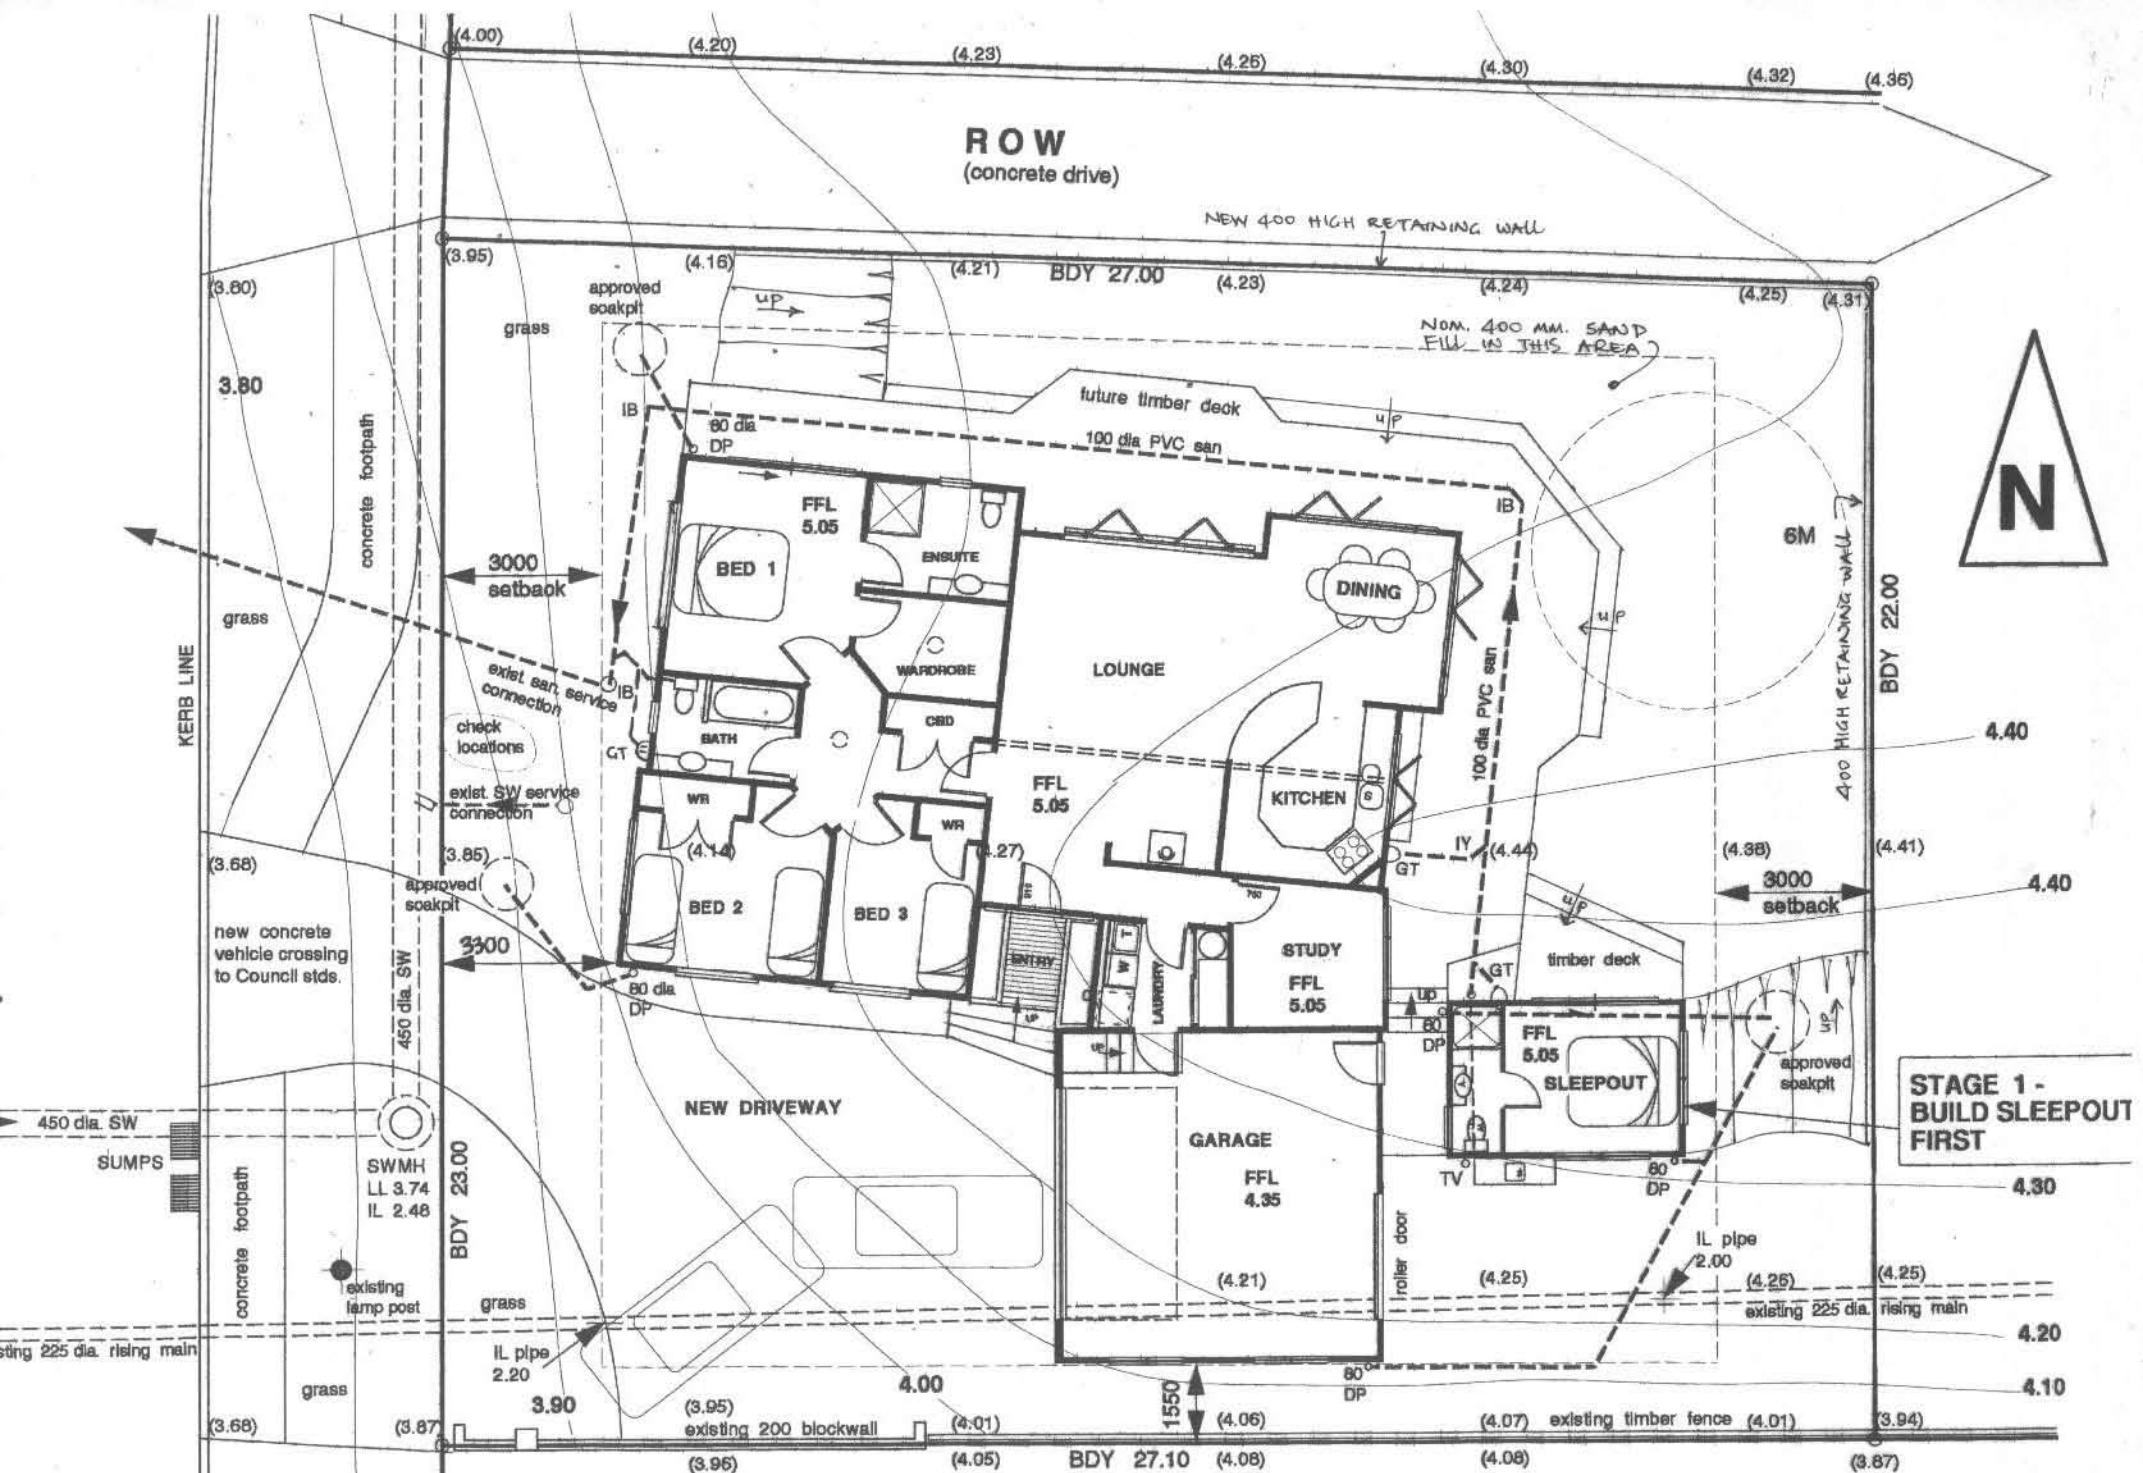 (4.00)
(4.20)
(4.23)
(4.26)
(4.30)
(4.32)
(4.36)
ROW
(concrete drive)
NEW 400 HIGH RETAINING WALL
(3.95)
(4.16)
(4.21)
BDY 27.00
(4.23)
(4.24)
(4.25)
(4.31)
(3.80)
approved
soakpit
grass
UP
NOM. 400 MM. SAND
FILL IN THIS AREA
3.80
concrete footpath
IB
80 dia
DP
future timber deck
UP
100 dia PVC san
N
FFL
5.05
BED 1
ENSUITE
IB
DINING
6M
400 HIGH RETAINING WALL
BDY 22.00
3000
setback
grass
KERB LINE
UP
WARDROBE
LOUNGE
100 dia PVC san
exist. san. service
connection
IB
check
locations
GT
BATH
CBD
4.40
exist. SW service
connection
WR
WR
FFL
5.05
KITCHEN
S
(3.68)
(3.85)
(4.14)
(4.27)
IY
GT
(4.44)
(4.38)
(4.41)
approved
soakpit
3000
setback
4.40
BED 2
BED 3
810
760
UP
new concrete
vehicle crossing
to Council stds.
3300
450 dia. SW
ENTRY
UP
T
W
LAUNDRY
STUDY
FFL
5.05
timber deck
GT
80 dia
DP
up
80
DP
FFL
5.05
SLEEPOUT
UP
approved
soakpit
STAGE 1 -
BUILD SLEEPOUT
FIRST
UP
NEW DRIVEWAY
450 dia. SW
SUMPS
SWMH
LL 3.74
IL 2.48
BDY 23.00
concrete footpath
GARAGE
FFL
4.35
TV
80
DP
4.30
roller door
IL pipe
2.00
existing
lamp post
grass
(4.21)
(4.25)
(4.26)
(4.25)
existing 225 dia. rising main
sting 225 dia. rising main
4.20
IL pipe
2.20
grass
3.90
4.00
1550
80
DP
4.10
(3.68)
(3.87)
(3.95)
existing 200 blockwall
(4.01)
(4.06)
(4.07)
existing timber fence
(4.01)
(3.94)
(3.96)
(4.05)
BDY 27.10
(4.08)
(4.08)
(3.87)